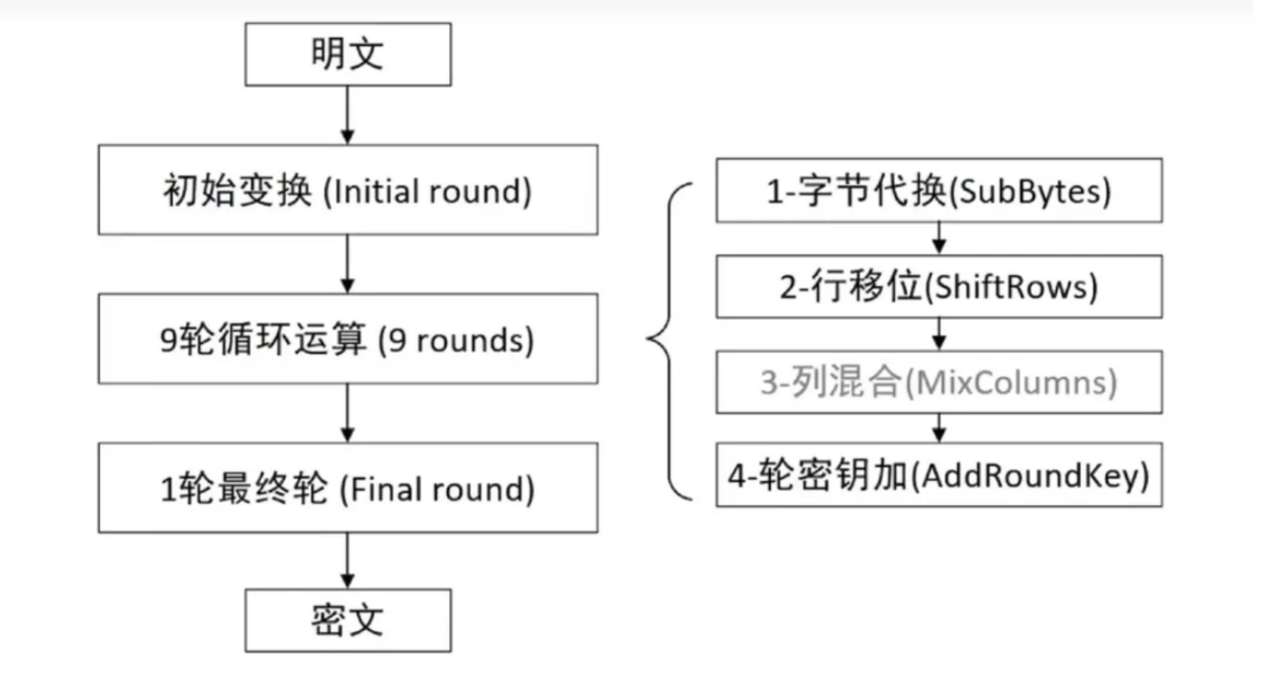 明文
初始变换 (Initial round)
9轮循环运算 (9 rounds)
1轮最终轮 (Final round)
密文
1-字节代换(SubBytes)
2-行移位(ShiftRows)
3-列混合(MixColumns)
4-轮密钥加(AddRoundKey)